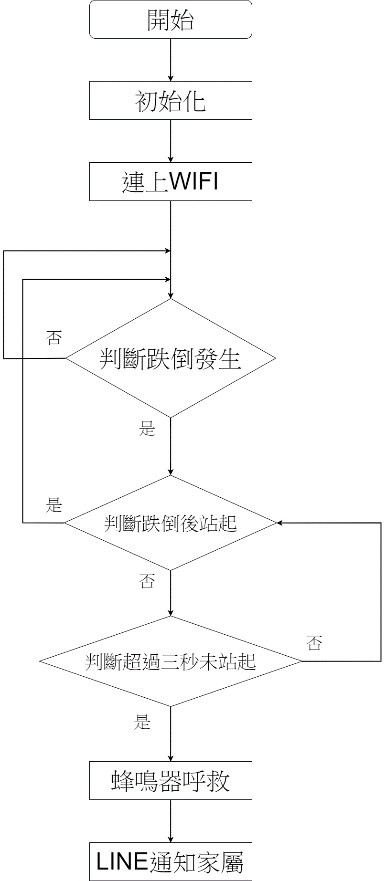 開始
初始化
連上WIFI
否
判斷跌倒發生
是
是
判斷跌倒後站起
否
否
判斷超過三秒未站起
是
蜂鳴器呼救
LINE通知家屬